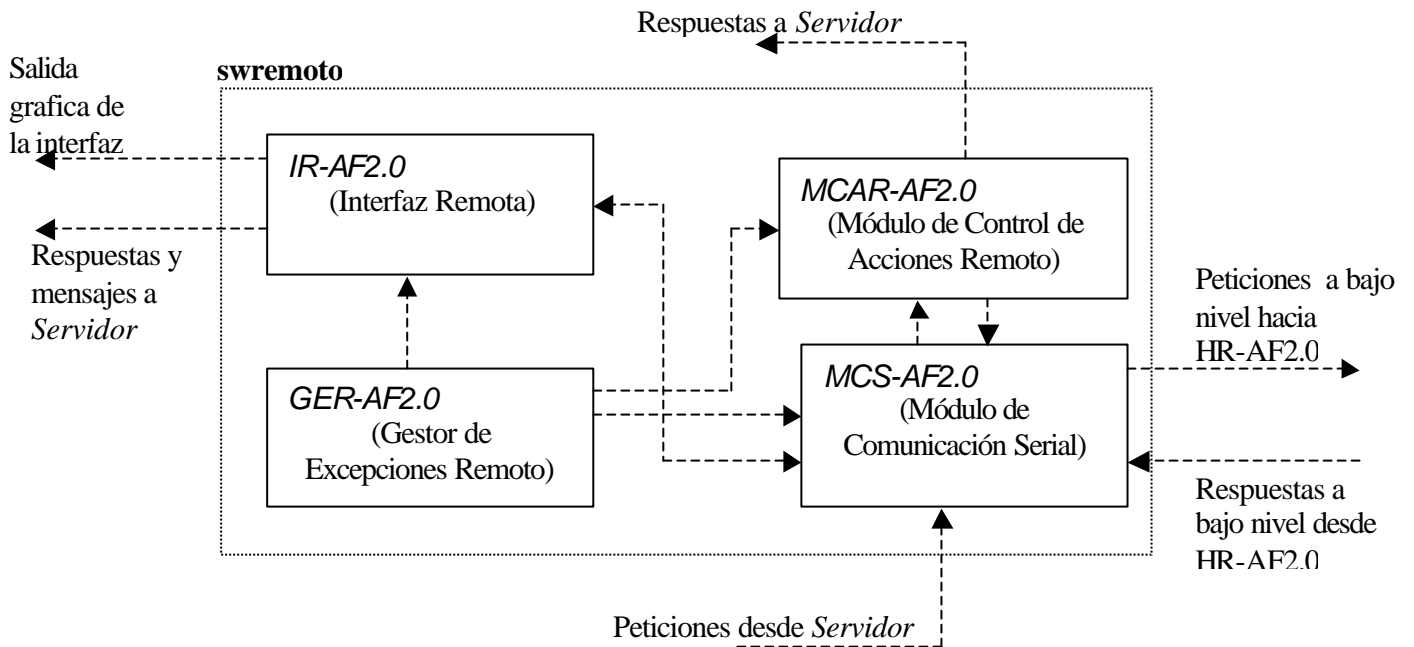 Respuestas a Servidor
Salida
grafica de
la interfaz
swremoto
IR-AF2.0
(Interfaz Remota)
MCAR-AF2.0
(Módulo de Control de
Acciones Remoto)
Respuestas y
mensajes a
Servidor
Peticiones a bajo
nivel hacia
HR-AF2.0
GER-AF2.0
(Gestor de
Excepciones Remoto)
MCS-AF2.0
(Módulo de
Comunicación Serial)
Respuestas a
bajo nivel desde
HR-AF2.0
Peticiones desde Servidor